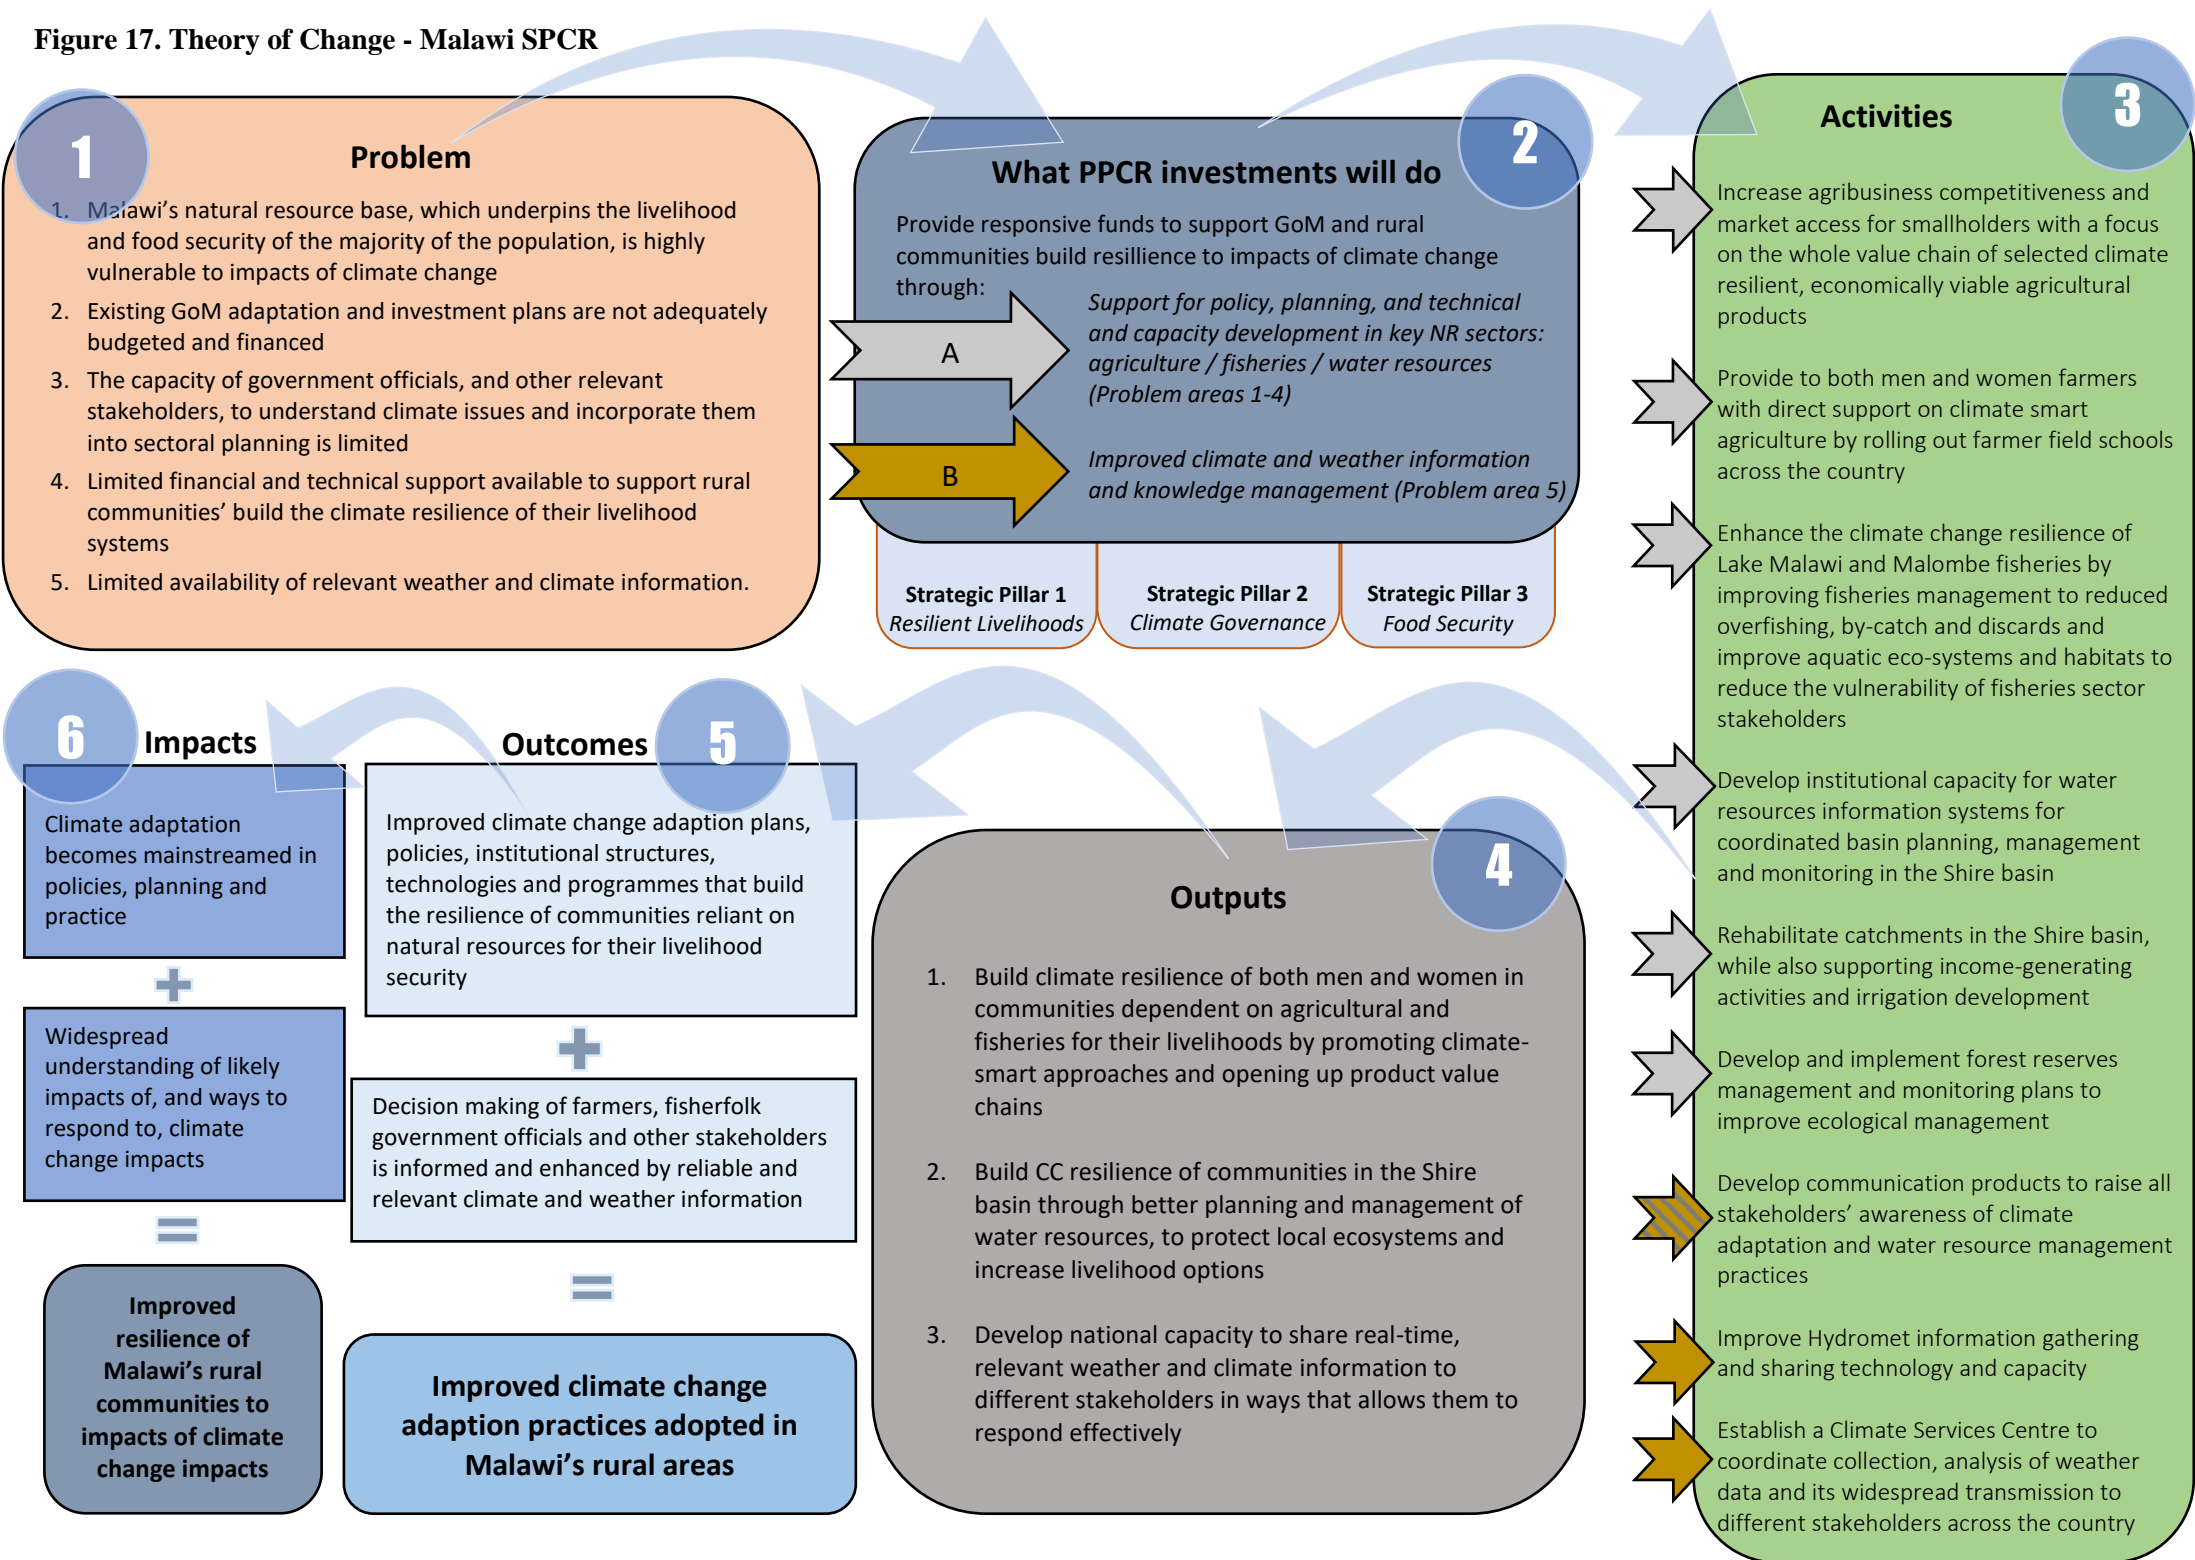 Figure 17. Theory of Change - Malawi SPCR
1
Problem
1. Malawi’s natural resource base, which underpins the livelihood
and food security of the majority of the population, is highly
vulnerable to impacts of climate change
2. Existing GoM adaptation and investment plans are not adequately
budgeted and financed
3. The capacity of government officials, and other relevant
stakeholders, to understand climate issues and incorporate them
into sectoral planning is limited
4. Limited financial and technical support available to support rural
communities’ build the climate resilience of their livelihood
systems
5. Limited availability of relevant weather and climate information.
2
What PPCR investments will do
Provide responsive funds to support GoM and rural
communities build resillience to impacts of climate change
through:
A
Support for policy, planning, and technical
and capacity development in key NR sectors:
agriculture / fisheries / water resources
(Problem areas 1-4)
B
Improved climate and weather information
and knowledge management (Problem area 5)
Strategic Pillar 1
Resilient Livelihoods
Strategic Pillar 2
Climate Governance
Strategic Pillar 3
Food Security
3
Activities
Increase agribusiness competitiveness and
market access for smallholders with a focus
on the whole value chain of selected climate
resilient, economically viable agricultural
products
Provide to both men and women farmers
with direct support on climate smart
agriculture by rolling out farmer field schools
across the country
Enhance the climate change resilience of
Lake Malawi and Malombe fisheries by
improving fisheries management to reduced
overfishing, by-catch and discards and
improve aquatic eco-systems and habitats to
reduce the vulnerability of fisheries sector
stakeholders
Develop institutional capacity for water
resources information systems for
coordinated basin planning, management
and monitoring in the Shire basin
Rehabilitate catchments in the Shire basin,
while also supporting income-generating
activities and irrigation development
Develop and implement forest reserves
management and monitoring plans to
improve ecological management
Develop communication products to raise all
stakeholders’ awareness of climate
adaptation and water resource management
practices
Improve Hydromet information gathering
and sharing technology and capacity
Establish a Climate Services Centre to
coordinate collection, analysis of weather
data and its widespread transmission to
different stakeholders across the country
4
Outputs
1. Build climate resilience of both men and women in
communities dependent on agricultural and
fisheries for their livelihoods by promoting climate-
smart approaches and opening up product value
chains
2. Build CC resilience of communities in the Shire
basin through better planning and management of
water resources, to protect local ecosystems and
increase livelihood options
3. Develop national capacity to share real-time,
relevant weather and climate information to
different stakeholders in ways that allows them to
respond effectively
5
Outcomes
Improved climate change adaption plans,
policies, institutional structures,
technologies and programmes that build
the resilience of communities reliant on
natural resources for their livelihood
security
+
Decision making of farmers, fisherfolk
government officials and other stakeholders
is informed and enhanced by reliable and
relevant climate and weather information
=
Improved climate change
adaption practices adopted in
Malawi’s rural areas
6
Impacts
Climate adaptation
becomes mainstreamed in
policies, planning and
practice
+
Widespread
understanding of likely
impacts of, and ways to
respond to, climate
change impacts
=
Improved
resilience of
Malawi’s rural
communities to
impacts of climate
change impacts